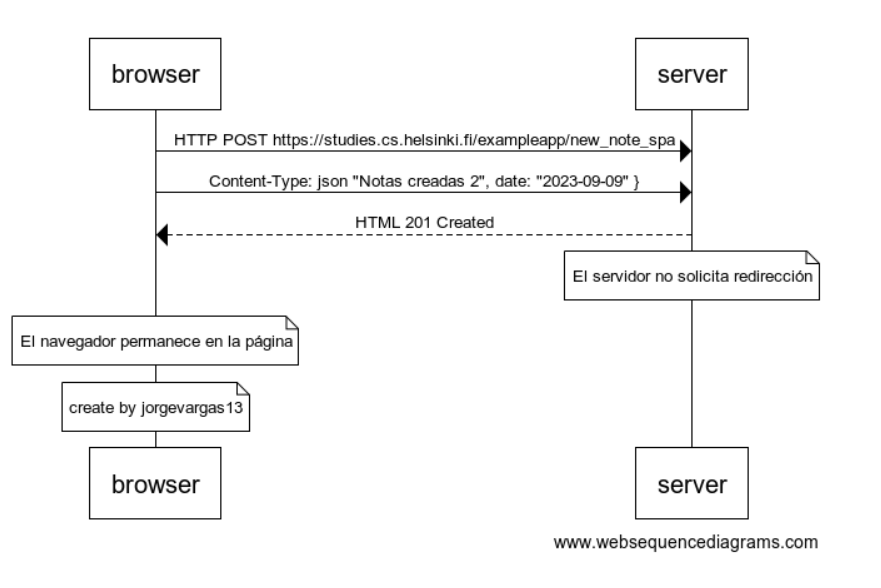 browser
server
HTTP POST https://studies.cs.helsinki.fi/exampleapp/new_note_spa
Content-Type: json "Notas creadas 2", date: "2023-09-09" }
HTML 201 Created
El servidor no solicita redirección
El navegador permanece en la página
create by jorgevargas13
browser
server
www.websequencediagrams.com